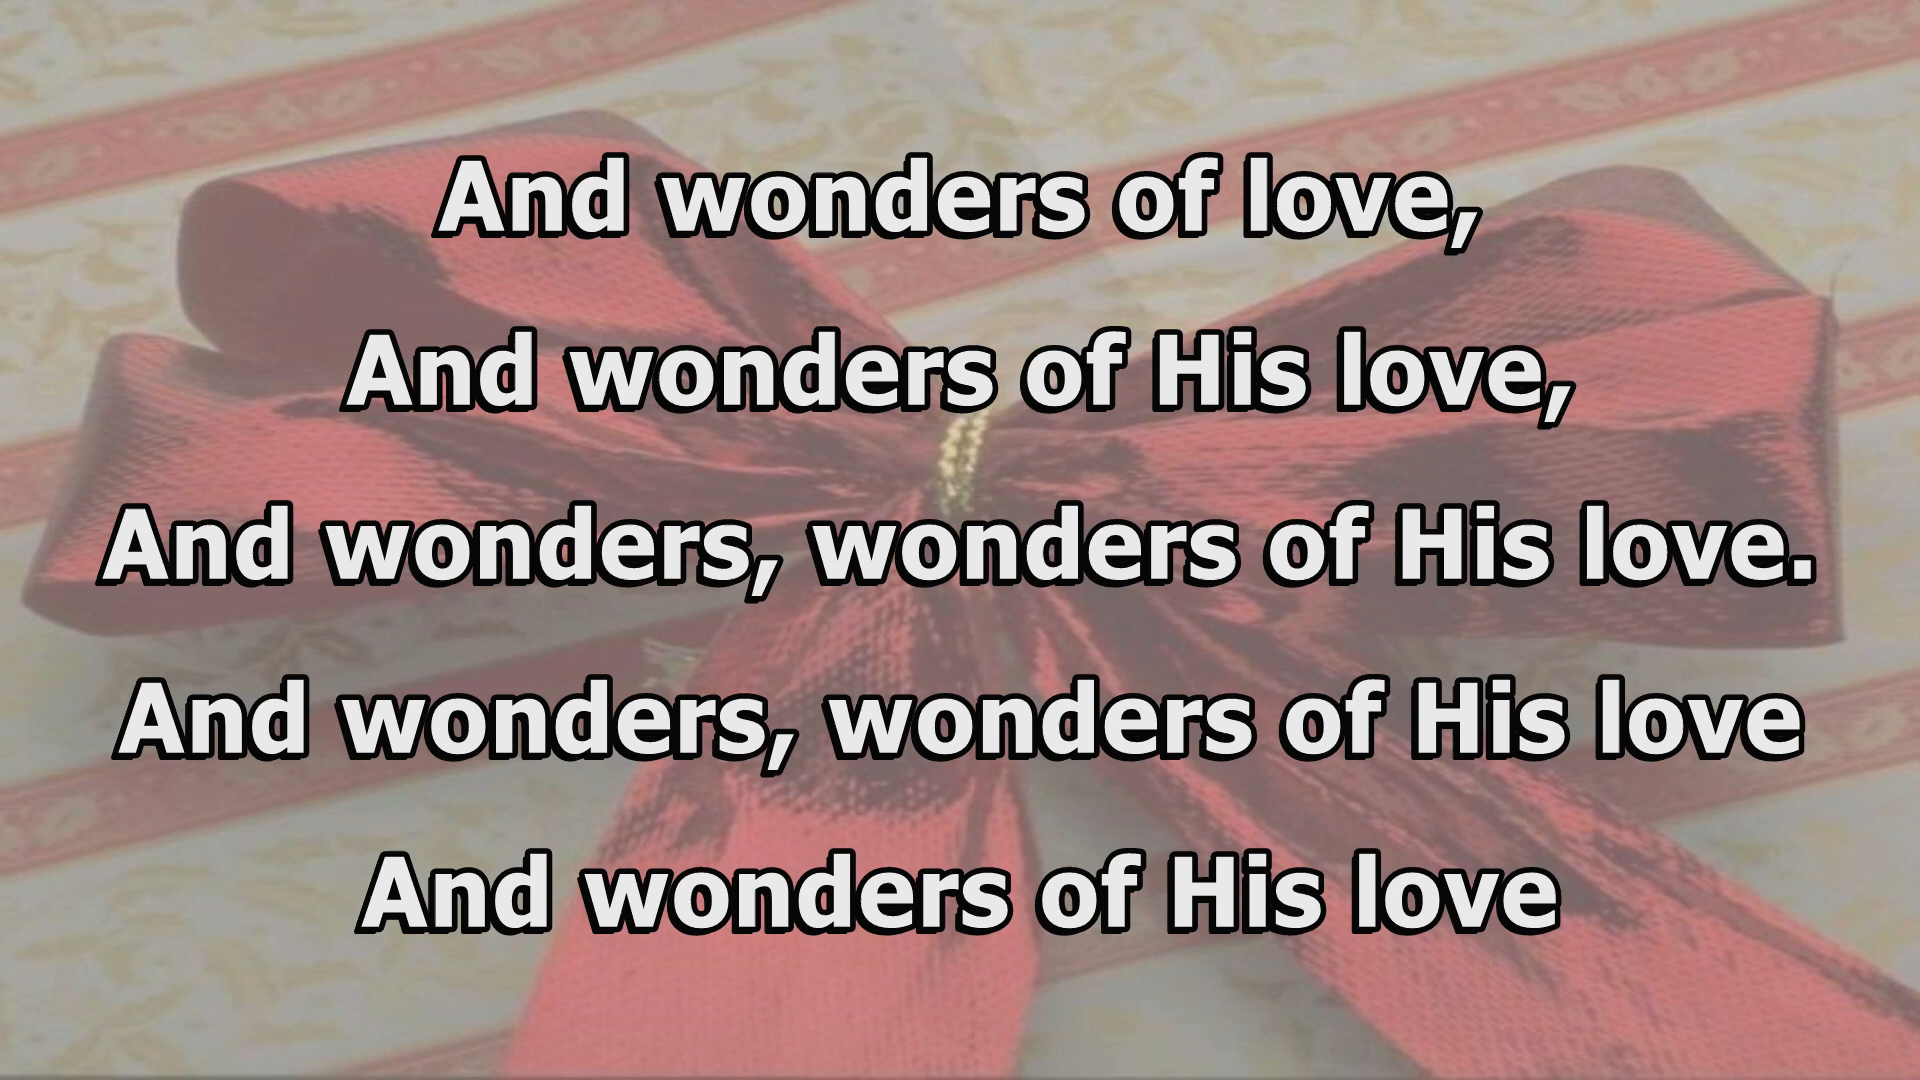 And wonders of love,
And wonders of His love,
And wonders, wonders of His love.
And wonders, wonders of His love
And wonders of His love